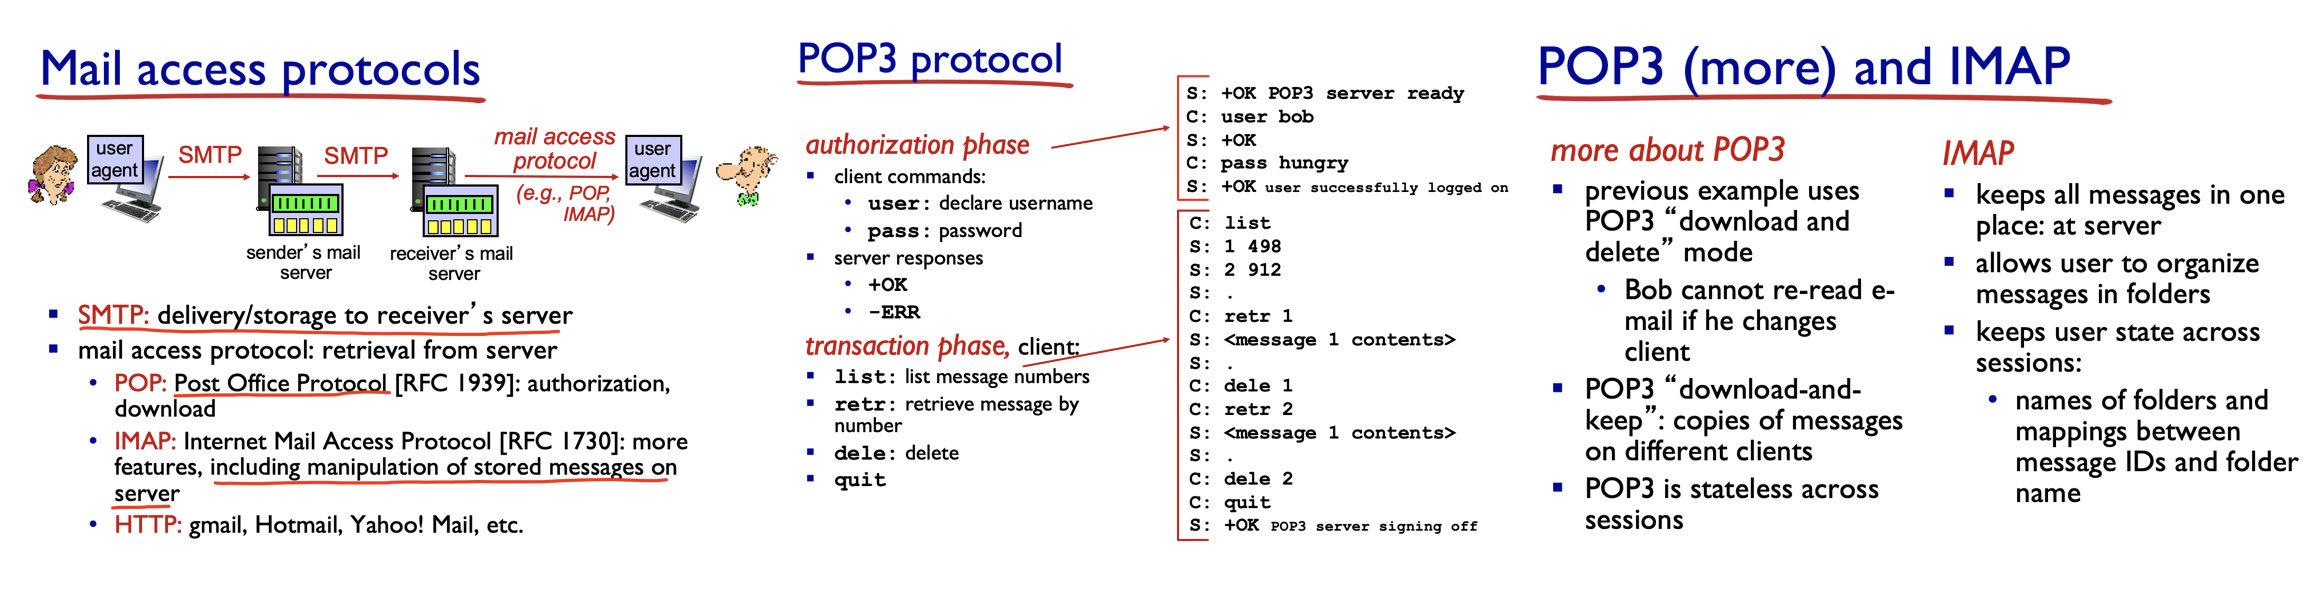 Mail access protocols
user
agent
SMTP
SMTP
mail access
protocol
(e.g., POP,
IMAP)
user
agent
sender’s mail
server
receiver’s mail
server
SMTP: delivery/storage to receiver’s server
mail access protocol: retrieval from server
POP: Post Office Protocol [RFC 1939]: authorization,
download
IMAP: Internet Mail Access Protocol [RFC 1730]: more
features, including manipulation of stored messages on
server
HTTP: gmail, Hotmail, Yahoo! Mail, etc.
POP3 protocol
authorization phase
client commands:
user: declare username
pass: password
server responses
+OK
-ERR
transaction phase, client:
list: list message numbers
retr: retrieve message by
number
dele: delete
quit
S: +OK POP3 server ready
C: user bob
S: +OK
C: pass hungry
S: +OK user successfully logged on
C: list
S: 1 498
S: 2 912
S: .
C: retr 1
S: <message 1 contents>
S: .
C: dele 1
C: retr 2
S: <message 1 contents>
S: .
C: dele 2
C: quit
S: +OK POP3 server signing off
POP3 (more) and IMAP
more about POP3
previous example uses
POP3 “download and
delete” mode
Bob cannot re-read e-
mail if he changes
client
POP3 “download-and-
keep”: copies of messages
on different clients
POP3 is stateless across
sessions
IMAP
keeps all messages in one
place: at server
allows user to organize
messages in folders
keeps user state across
sessions:
names of folders and
mappings between
message IDs and folder
name